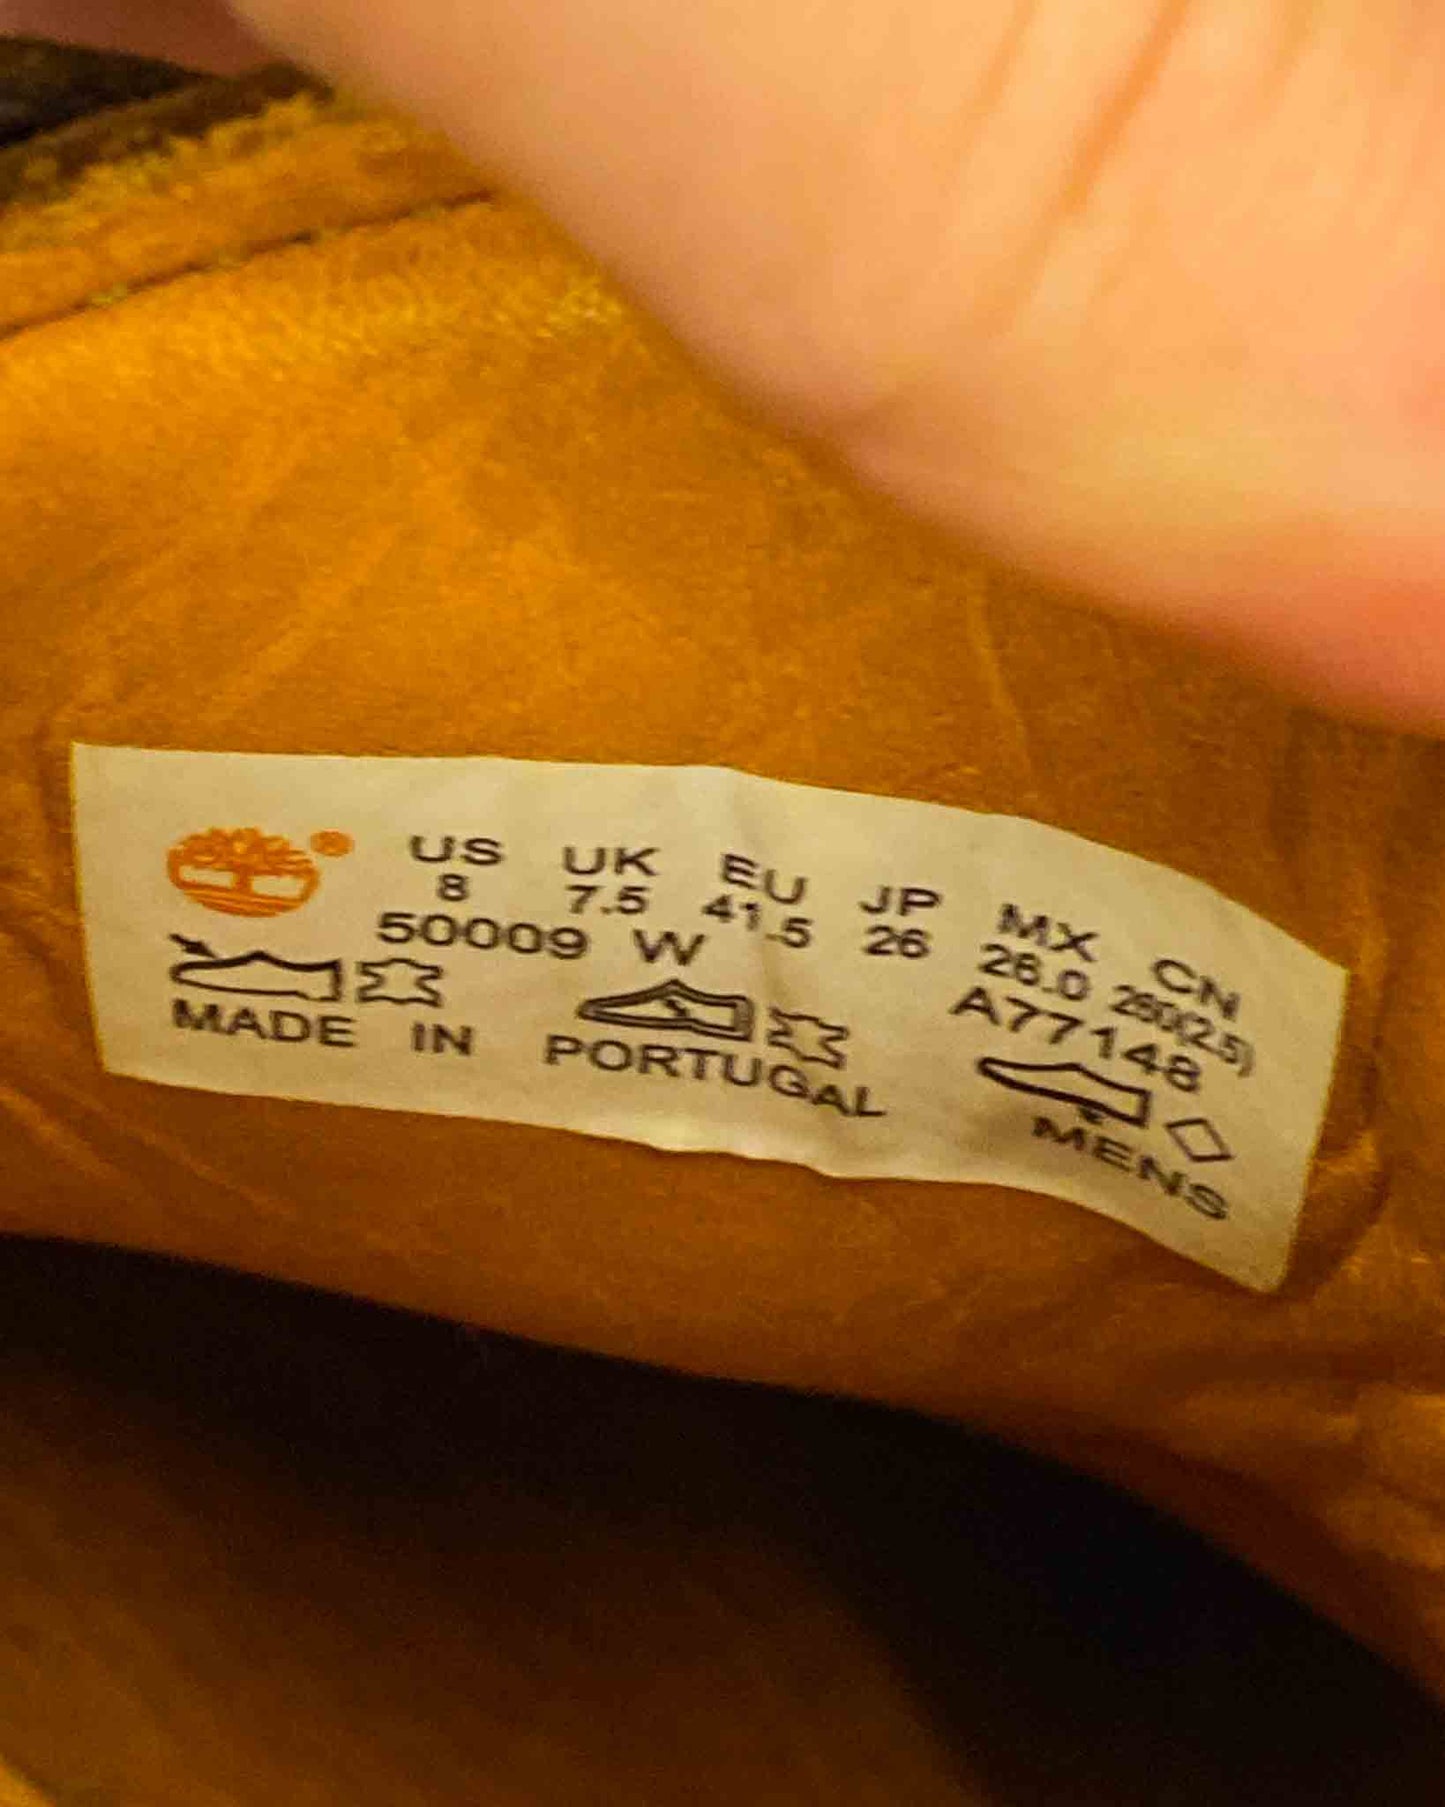 ® US UK EU JP MX CN
8 7.5 41.5 26 26.0 260(2.5)
50009 W A77148
MADE IN PORTUGAL MENS